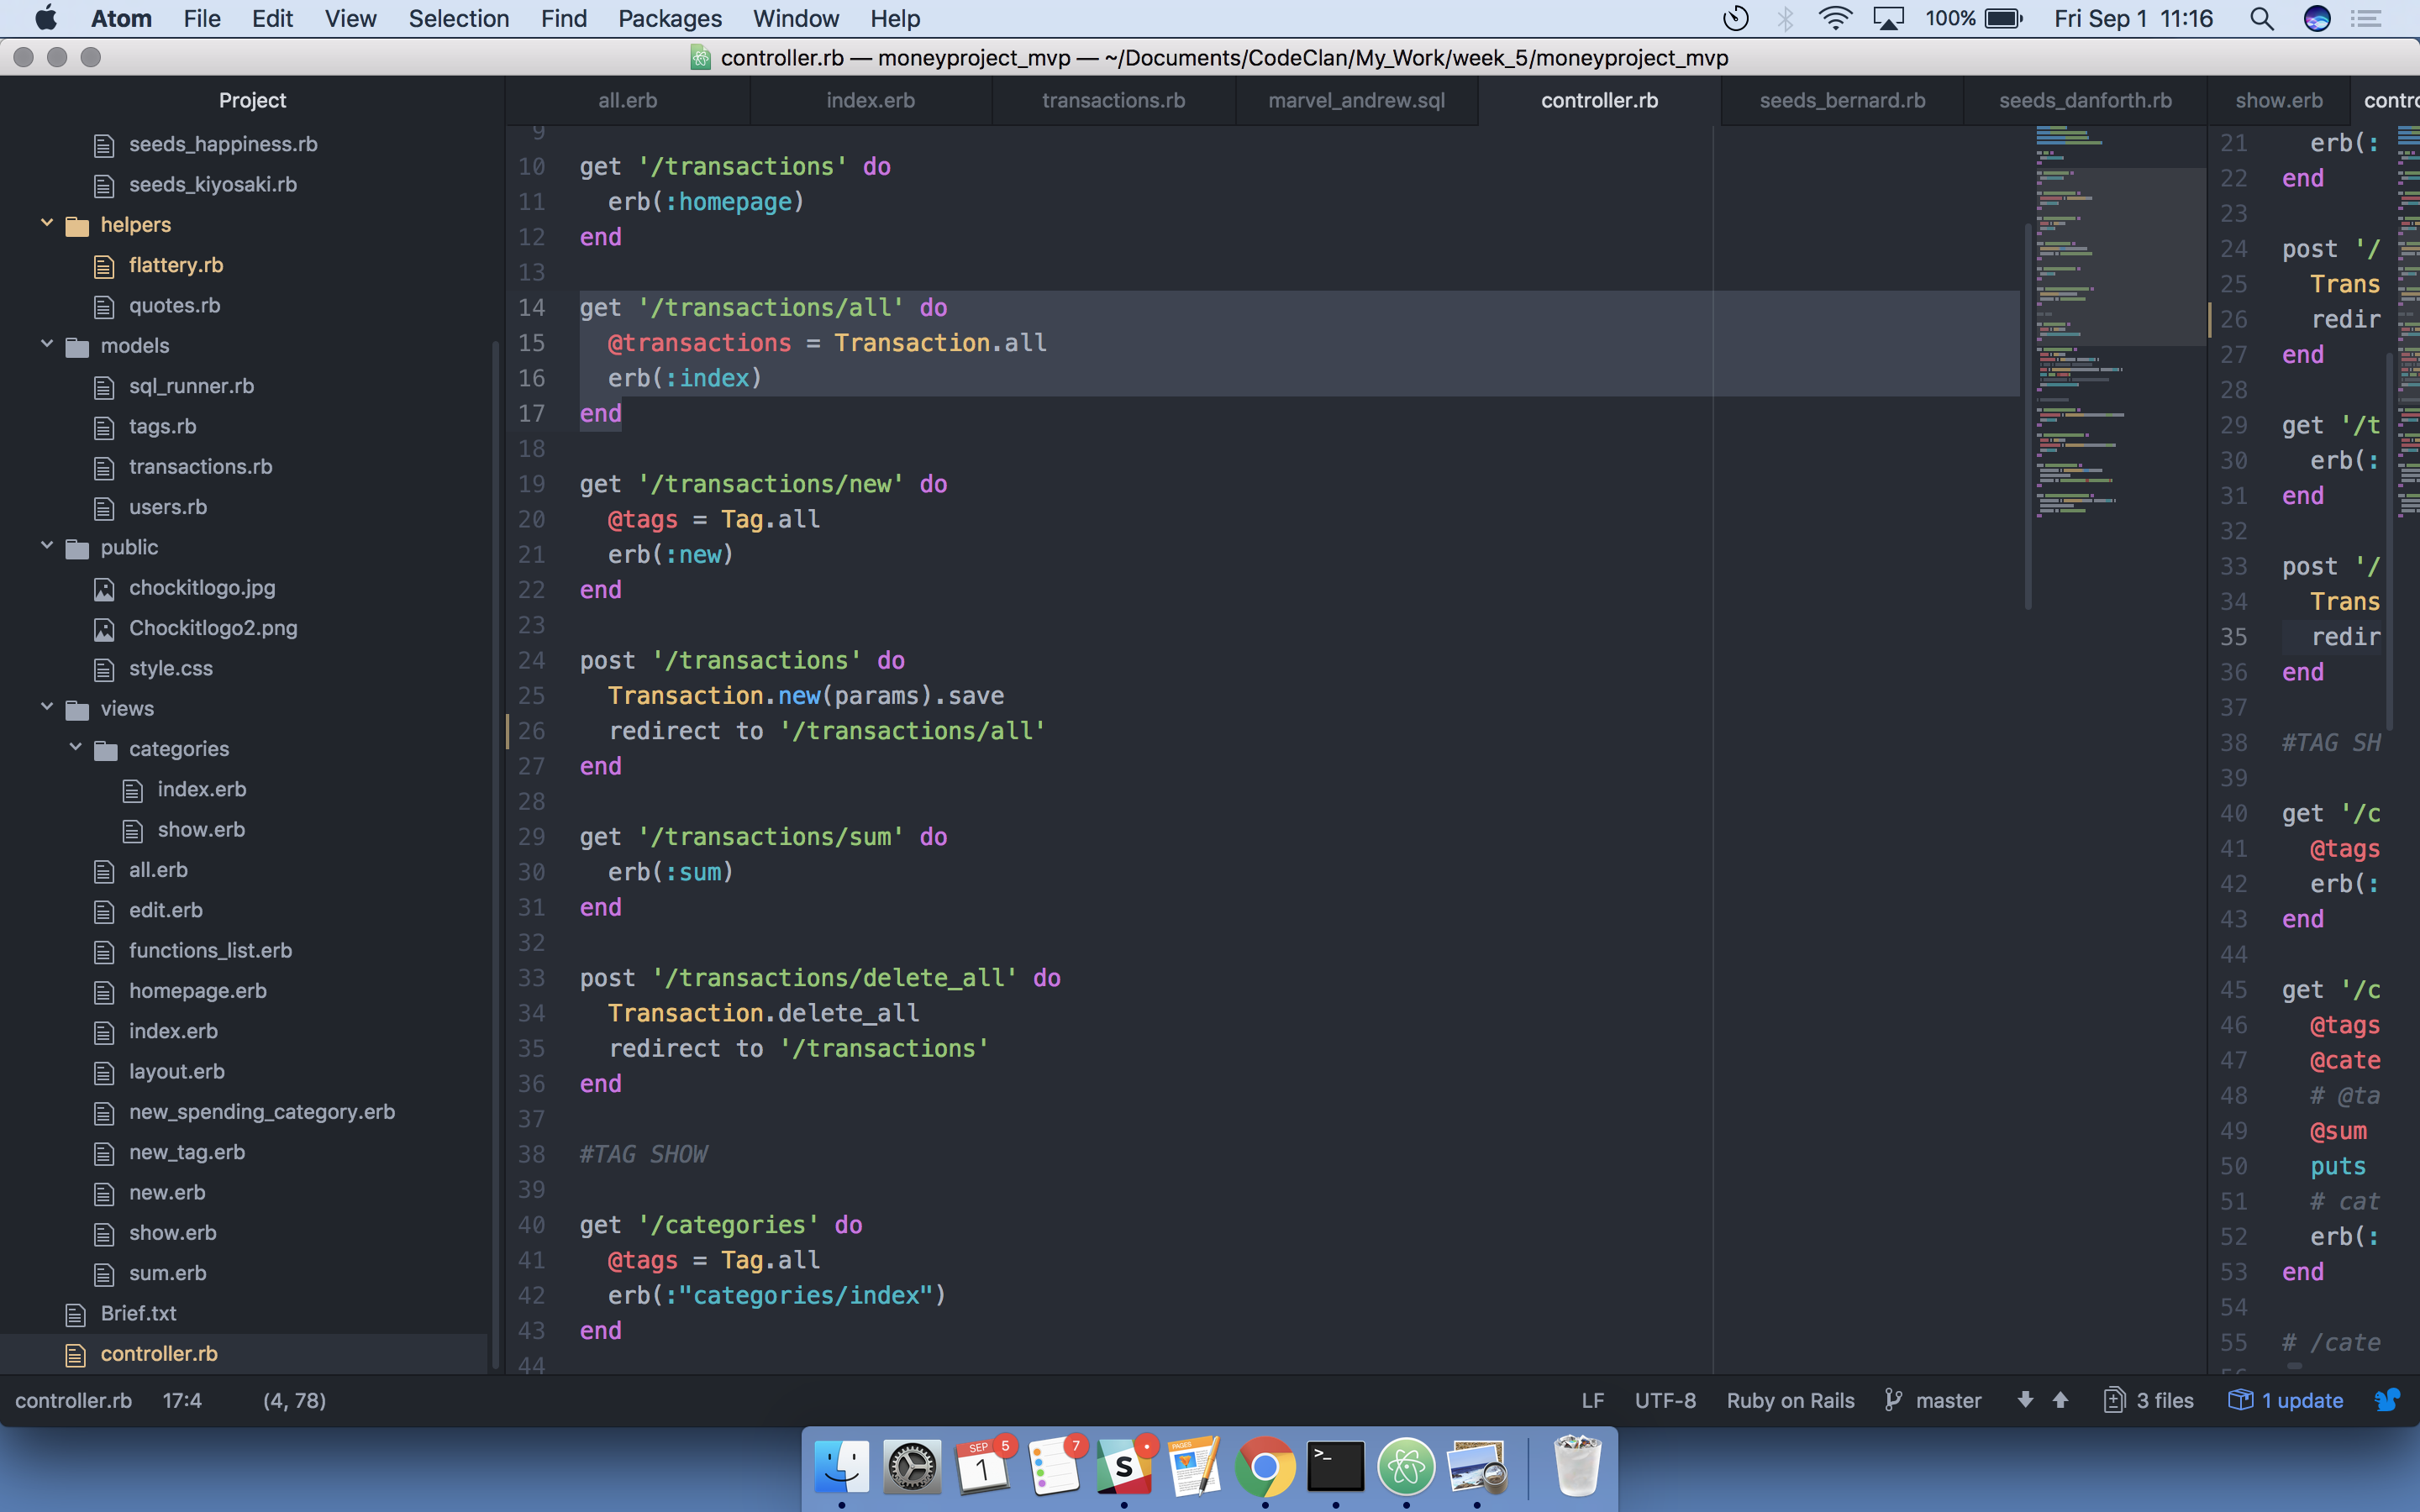 Atom File Edit View Selection Find Packages Window Help 100% Fri Sep 1 11:16
controller.rb — moneyproject_mvp — ~/Documents/CodeClan/My_Work/week_5/moneyproject_mvp
Project
seeds_happiness.rb
seeds_kiyosaki.rb
helpers
flattery.rb
quotes.rb
models
sql_runner.rb
tags.rb
transactions.rb
users.rb
public
chockitlogo.jpg
Chockitlogo2.png
style.css
views
categories
index.erb
show.erb
all.erb
edit.erb
functions_list.erb
homepage.erb
index.erb
layout.erb
new_spending_category.erb
new_tag.erb
new.erb
show.erb
sum.erb
Brief.txt
controller.rb
all.erb index.erb transactions.rb marvel_andrew.sql controller.rb seeds_bernard.rb seeds_danforth.rb show.erb contro
9
10 get '/transactions' do
11 erb(:homepage)
12 end
13
14 get '/transactions/all' do
15 @transactions = Transaction.all
16 erb(:index)
17 end
18
19 get '/transactions/new' do
20 @tags = Tag.all
21 erb(:new)
22 end
23
24 post '/transactions' do
25 Transaction.new(params).save
26 redirect to '/transactions/all'
27 end
28
29 get '/transactions/sum' do
30 erb(:sum)
31 end
32
33 post '/transactions/delete_all' do
34 Transaction.delete_all
35 redirect to '/transactions'
36 end
37
38 #TAG SHOW
39
40 get '/categories' do
41 @tags = Tag.all
42 erb(:"categories/index")
43 end
44
21 erb(:
22 end
23
24 post '/
25 Trans
26 redir
27 end
28
29 get '/t
30 erb(:
31 end
32
33 post '/
34 Trans
35 redir
36 end
37
38 #TAG SH
39
40 get '/c
41 @tags
42 erb(:
43 end
44
45 get '/c
46 @tags
47 @cate
48 # @ta
49 @sum
50 puts
51 # cat
52 erb(:
53 end
54
55 # /cate
controller.rb 17:4 (4, 78) LF UTF-8 Ruby on Rails master 3 files 1 update
SEP 1 5
7
S
PAGES
>_